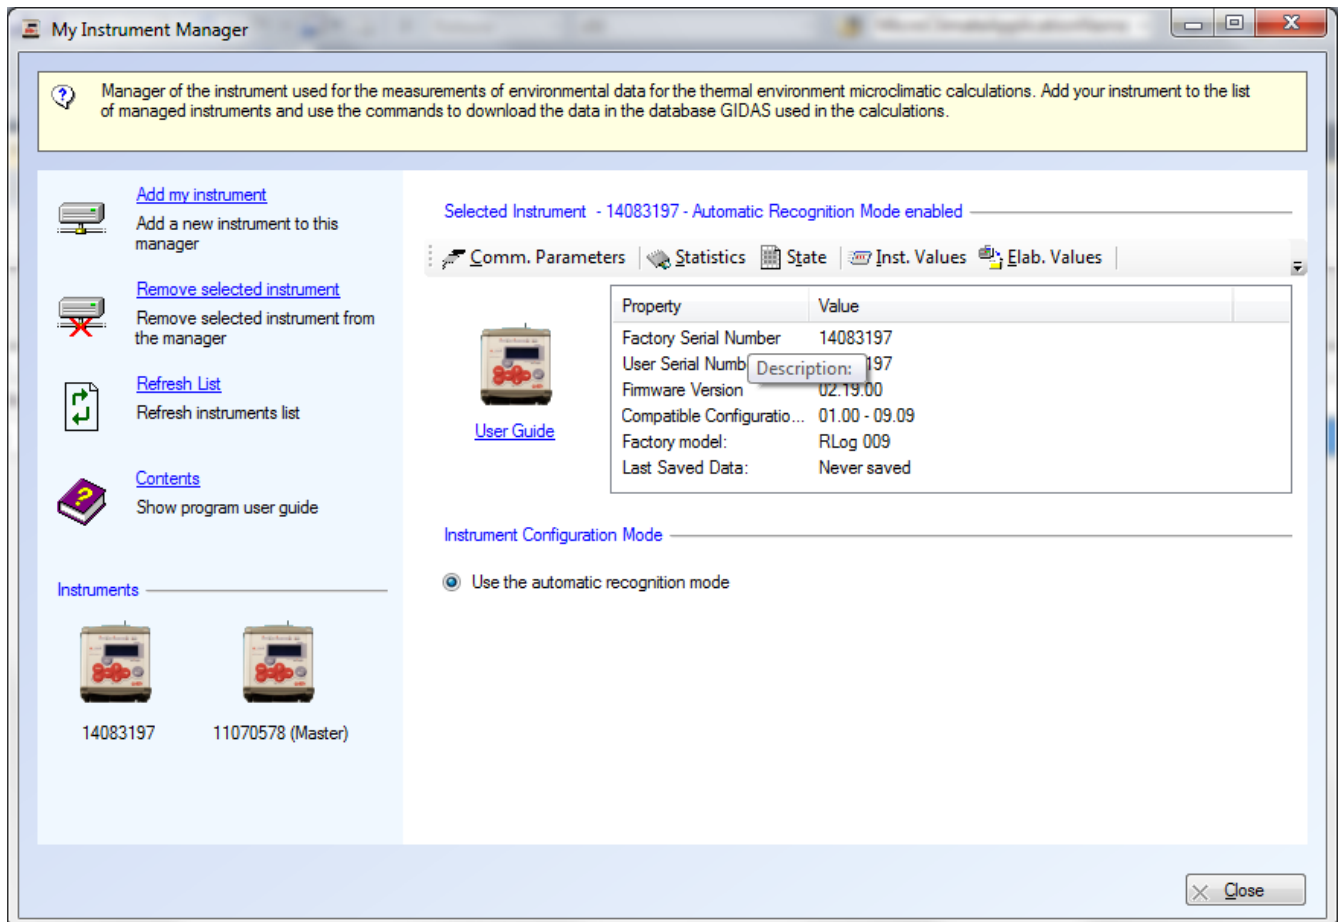 My Instrument Manager
Manager of the instrument used for the measurements of environmental data for the thermal environment microclimatic calculations. Add your instrument to the list
of managed instruments and use the commands to download the data in the database GIDAS used in the calculations.
Add my instrument
Add a new instrument to this
manager
Remove selected instrument
Remove selected instrument from
the manager
Refresh List
Refresh instruments list
Contents
Show program user guide
Instruments
14083197 11070578 (Master)
Selected Instrument - 14083197 - Automatic Recognition Mode enabled
Comm. Parameters Statistics State Inst. Values Elab. Values
User Guide
Property Value
Factory Serial Number 14083197
User Serial Numb 197
Description:
Firmware Version 02.19.00
Compatible Configuratio... 01.00 - 09.09
Factory model: RLog 009
Last Saved Data: Never saved
Instrument Configuration Mode
Use the automatic recognition mode
Close